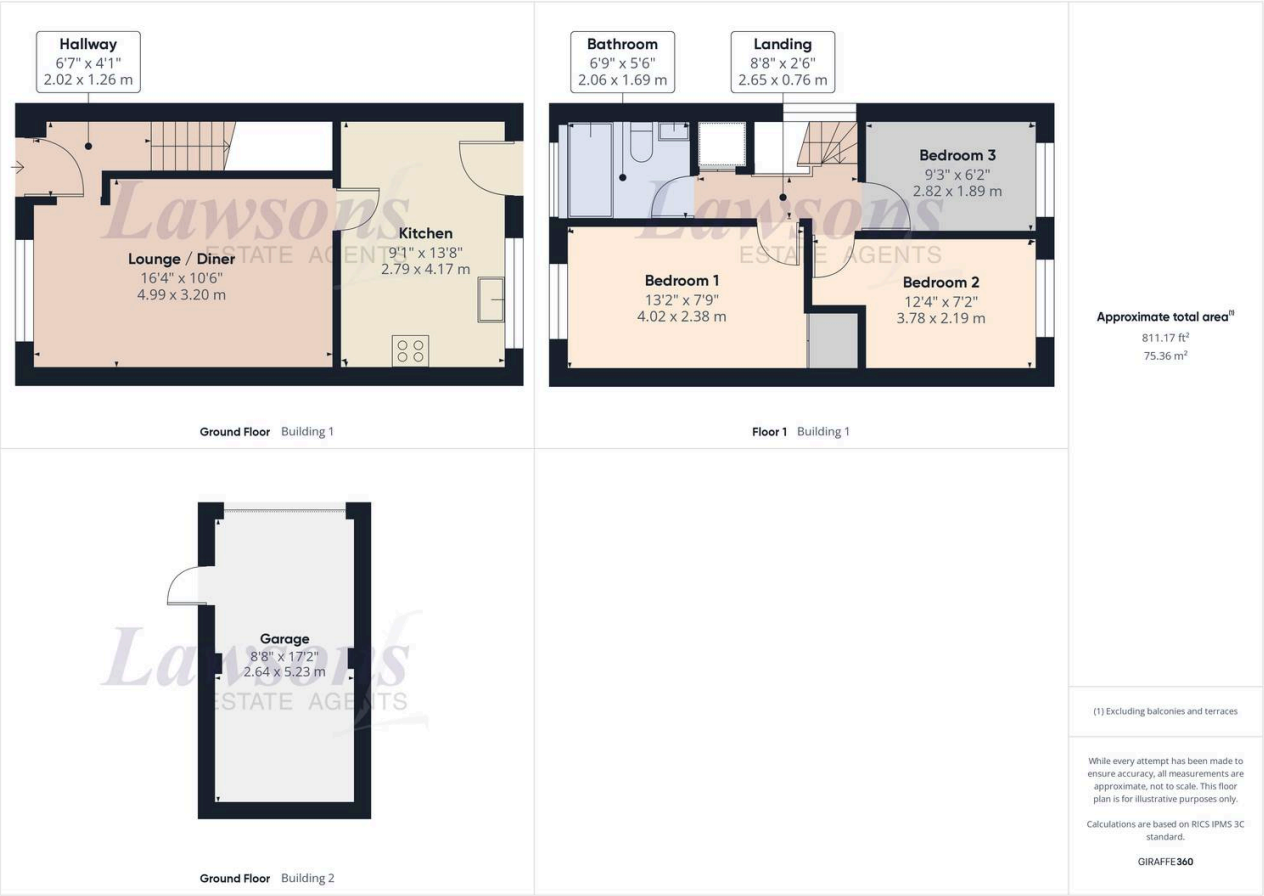 Hallway
6'7" x 4'1"
2.02 x 1.26 m
Lawsons
ESTATE AGENTS
Lounge / Diner
16'4" x 10'6"
4.99 x 3.20 m
Kitchen
9'1" x 13'8"
2.79 x 4.17 m
Ground Floor Building 1
Bathroom
6'9" x 5'6"
2.06 x 1.69 m
Landing
8'8" x 2'6"
2.65 x 0.76 m
Bedroom 3
9'3" x 6'2"
2.82 x 1.89 m
Lawsons
ESTATE AGENTS
Bedroom 1
13'2" x 7'9"
4.02 x 2.38 m
Bedroom 2
12'4" x 7'2"
3.78 x 2.19 m
Floor 1 Building 1
Garage
8'8" x 17'2"
2.64 x 5.23 m
Lawsons
ESTATE AGENTS
Ground Floor Building 2
Approximate total area⁽¹⁾
811.17 ft²
75.36 m²
(1) Excluding balconies and terraces
While every attempt has been made to
ensure accuracy, all measurements are
approximate, not to scale. This floor
plan is for illustrative purposes only.
Calculations are based on RICS IPMS 3C
standard.
GIRAFFE360